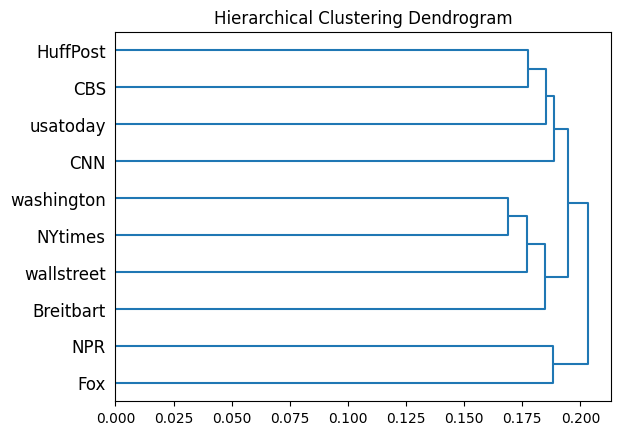 Hierarchical Clustering Dendrogram
HuffPost
CBS
usatoday
CNN
washington
NYtimes
wallstreet
Breitbart
NPR
Fox
0.000 0.025 0.050 0.075 0.100 0.125 0.150 0.175 0.200